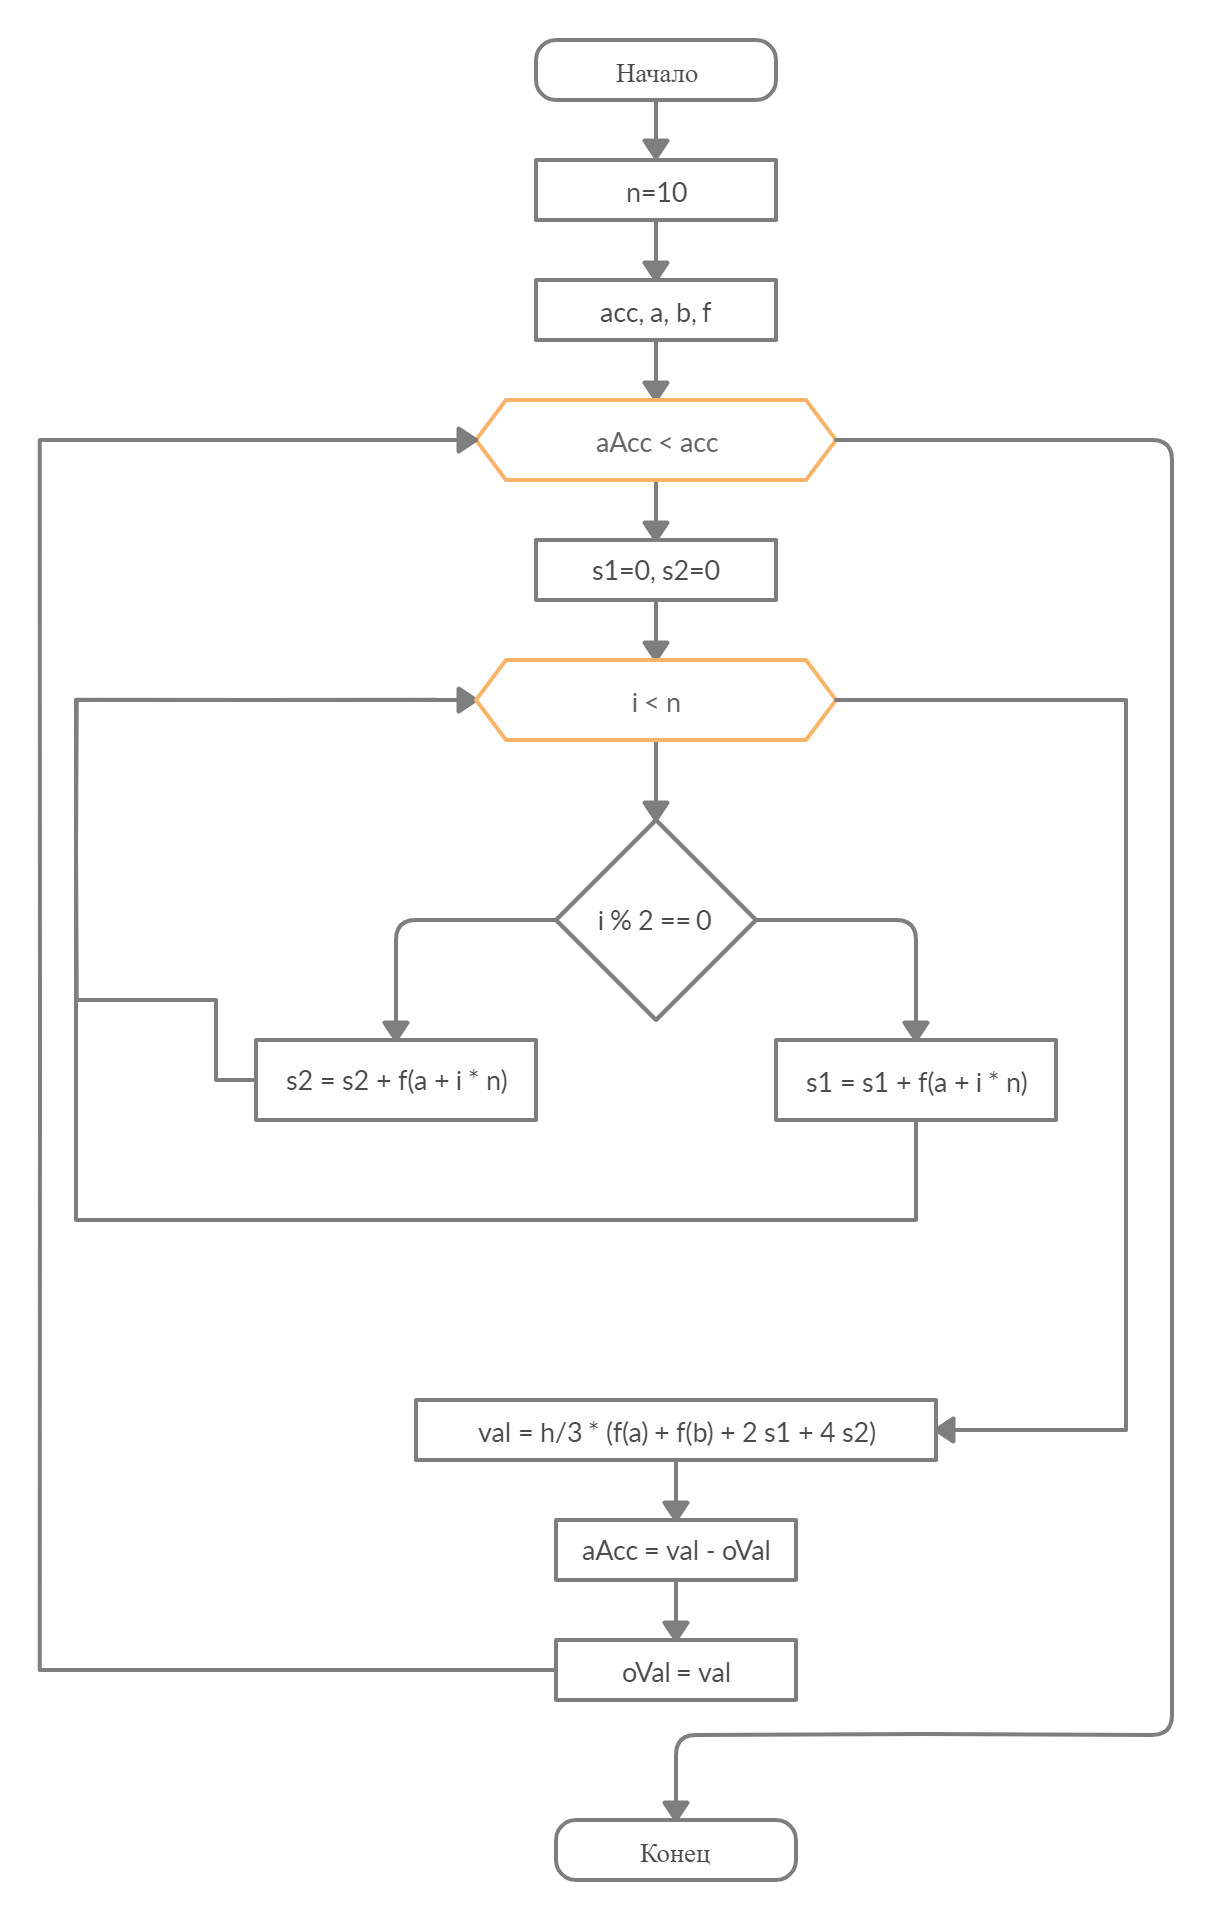 Начало
n=10
acc, a, b, f
aAcc < acc
s1=0, s2=0
i < n
i % 2 == 0
s2 = s2 + f(a + i * n)
s1 = s1 + f(a + i * n)
val = h/3 * (f(a) + f(b) + 2 s1 + 4 s2)
aAcc = val - oVal
oVal = val
Конец